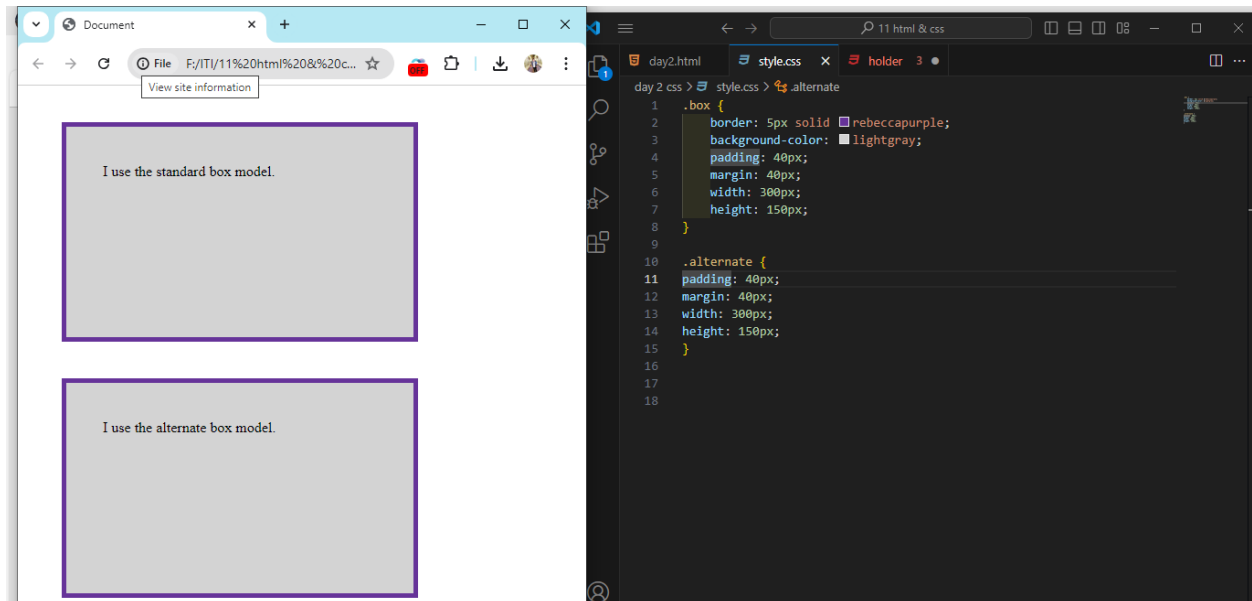 Document
File F:/ITI/11%20html%20&%20c...
OFF
View site information
I use the standard box model.
I use the alternate box model.
11 html & css
1
day2.html
style.css
holder 3
day 2 css > style.css > .alternate
1 .box {
2 border: 5px solid rebeccapurple;
3 background-color: lightgray;
4 padding: 40px;
5 margin: 40px;
6 width: 300px;
7 height: 150px;
8 }
9
10 .alternate {
11 padding: 40px;
12 margin: 40px;
13 width: 300px;
14 height: 150px;
15 }
16
17
18